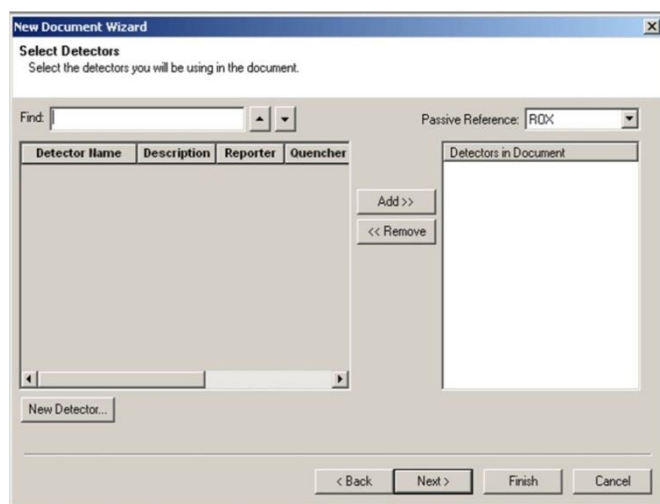 New Document Wizard
Select Detectors
Select the detectors you will be using in the document.
Find:
Passive Reference: ROX
Detector Name Description Reporter Quencher
Detectors in Document
Add >>
<< Remove
New Detector...
< Back Next > Finish Cancel